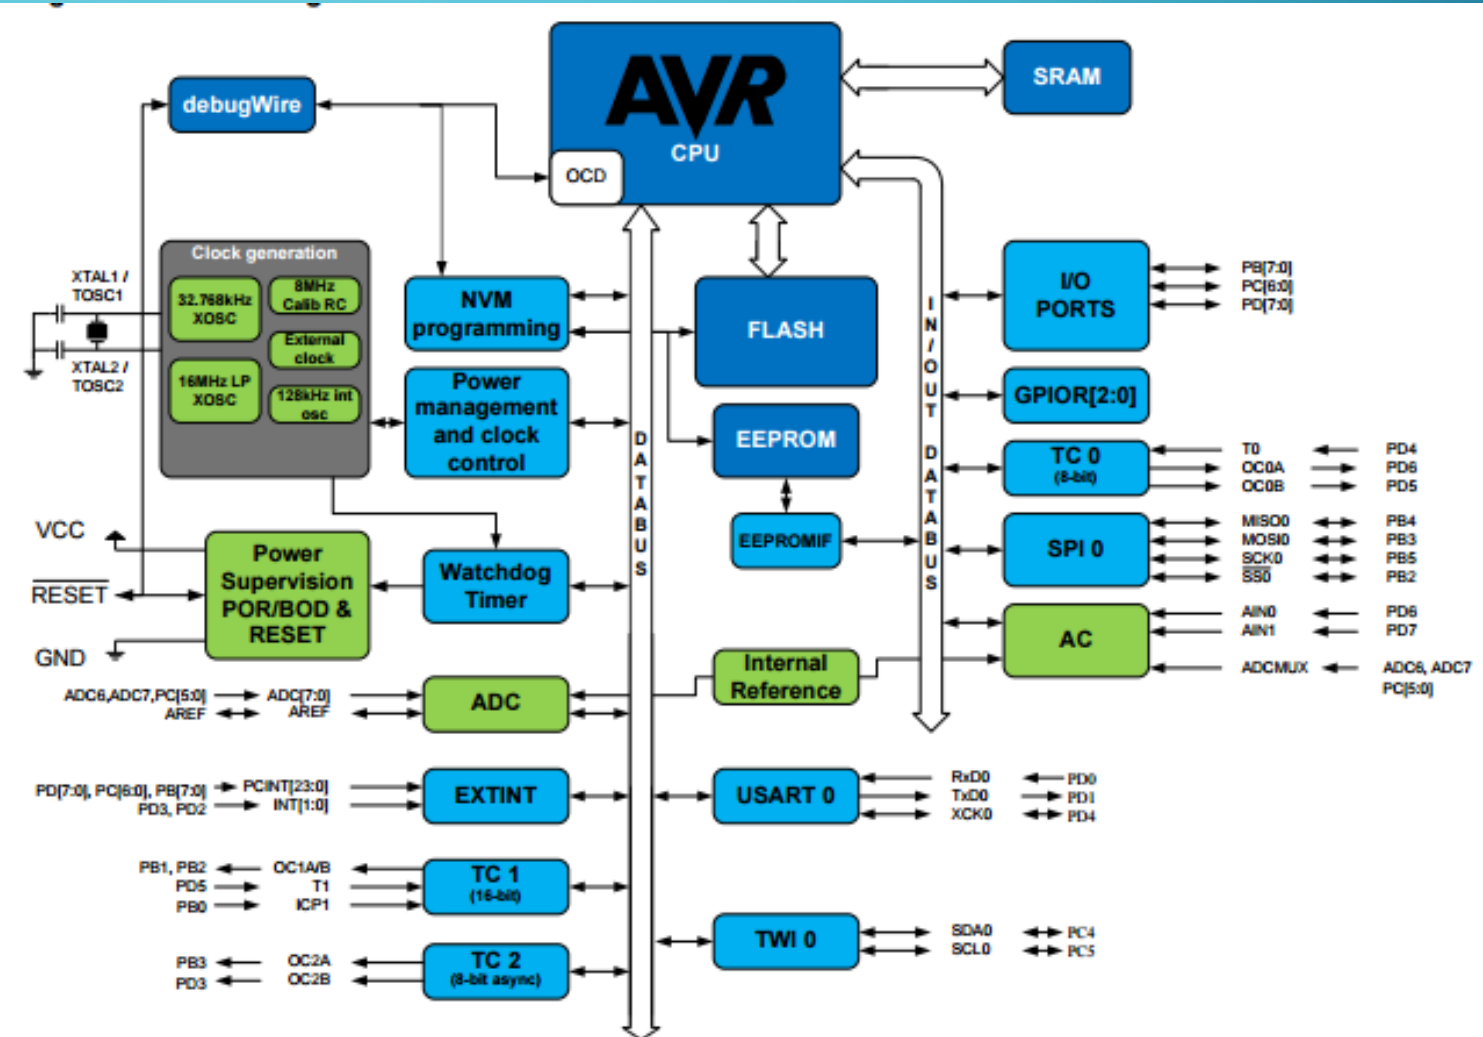 AVR
CPU
OCD
SRAM
debugWire
Clock generation
32.768kHz
XOSC
8MHz
Calib RC
External
clock
16MHz LP
XOSC
128kHz int
osc
XTAL1 /
TOSC1
XTAL2 /
TOSC2
NVM
programming
Power
management
and clock
control
FLASH
EEPROM
EEPROMIF
DATABUS
IN/OUT DATABUS
I/O
PORTS
PB[7:0]
PC[6:0]
PD[7:0]
GPIOR[2:0]
TC 0
(8-bit)
T0 PD4
OC0A PD6
OC0B PD5
SPI 0
MISO0 PB4
MOSI0 PB3
SCK0 PB5
SS0 PB2
AC
AIN0 PD6
AIN1 PD7
ADCMUX ADC6, ADC7
PC[5:0]
VCC
RESET
GND
Power
Supervision
POR/BOD &
RESET
Watchdog
Timer
Internal
Reference
ADC6,ADC7,PC[5:0] ADC[7:0]
AREF AREF
ADC
PD[7:0], PC[6:0], PB[7:0] PCINT[23:0]
PD3, PD2 INT[1:0]
EXTINT
USART 0
RxD0 PD0
TxD0 PD1
XCK0 PD4
PB1, PB2 OC1A/B
PD5 T1
PB0 ICP1
TC 1
(16-bit)
TWI 0
SDA0 PC4
SCL0 PC5
PB3 OC2A
PD3 OC2B
TC 2
(8-bit async)